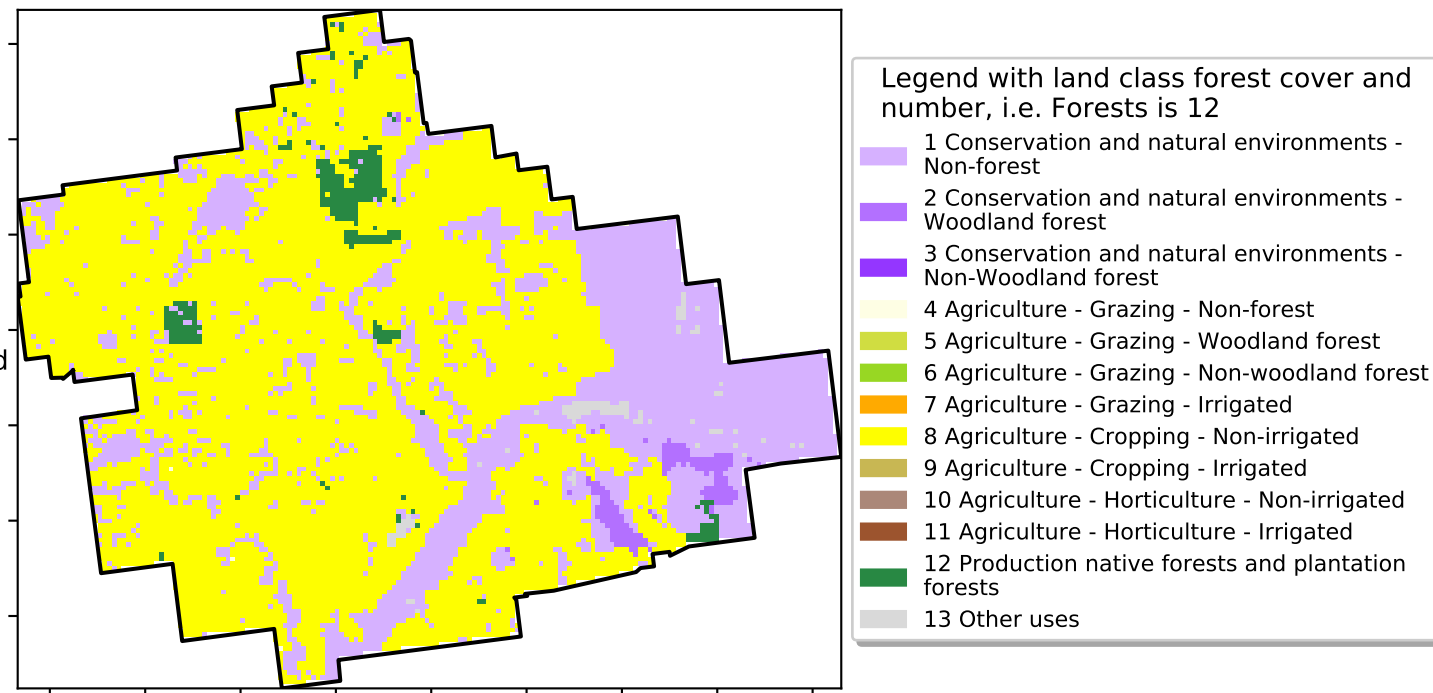 d
Legend with land class forest cover and
number, i.e. Forests is 12
1 Conservation and natural environments -
Non-forest
2 Conservation and natural environments -
Woodland forest
3 Conservation and natural environments -
Non-Woodland forest
4 Agriculture - Grazing - Non-forest
5 Agriculture - Grazing - Woodland forest
6 Agriculture - Grazing - Non-woodland forest
7 Agriculture - Grazing - Irrigated
8 Agriculture - Cropping - Non-irrigated
9 Agriculture - Cropping - Irrigated
10 Agriculture - Horticulture - Non-irrigated
11 Agriculture - Horticulture - Irrigated
12 Production native forests and plantation
forests
13 Other uses